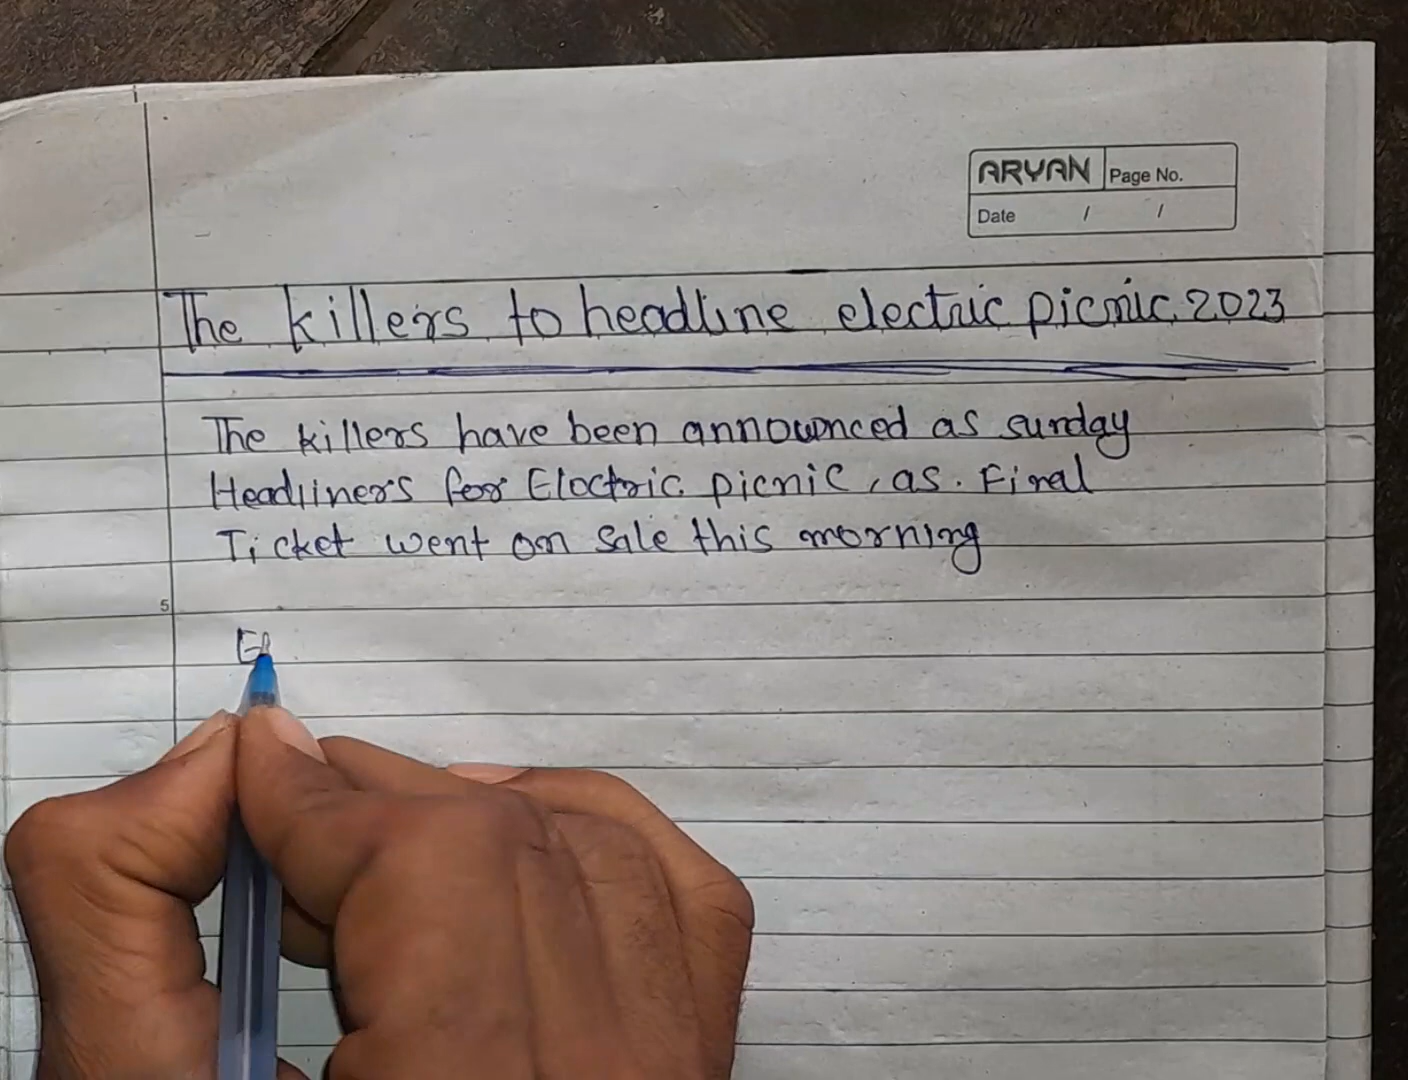 ARYAN Page No.
Date / /
The killers to headline electric picnic 2023
The killers have been announced as sunday
Headliners for Eloctric picnic, as. Final
Ticket went on sale this morning
5